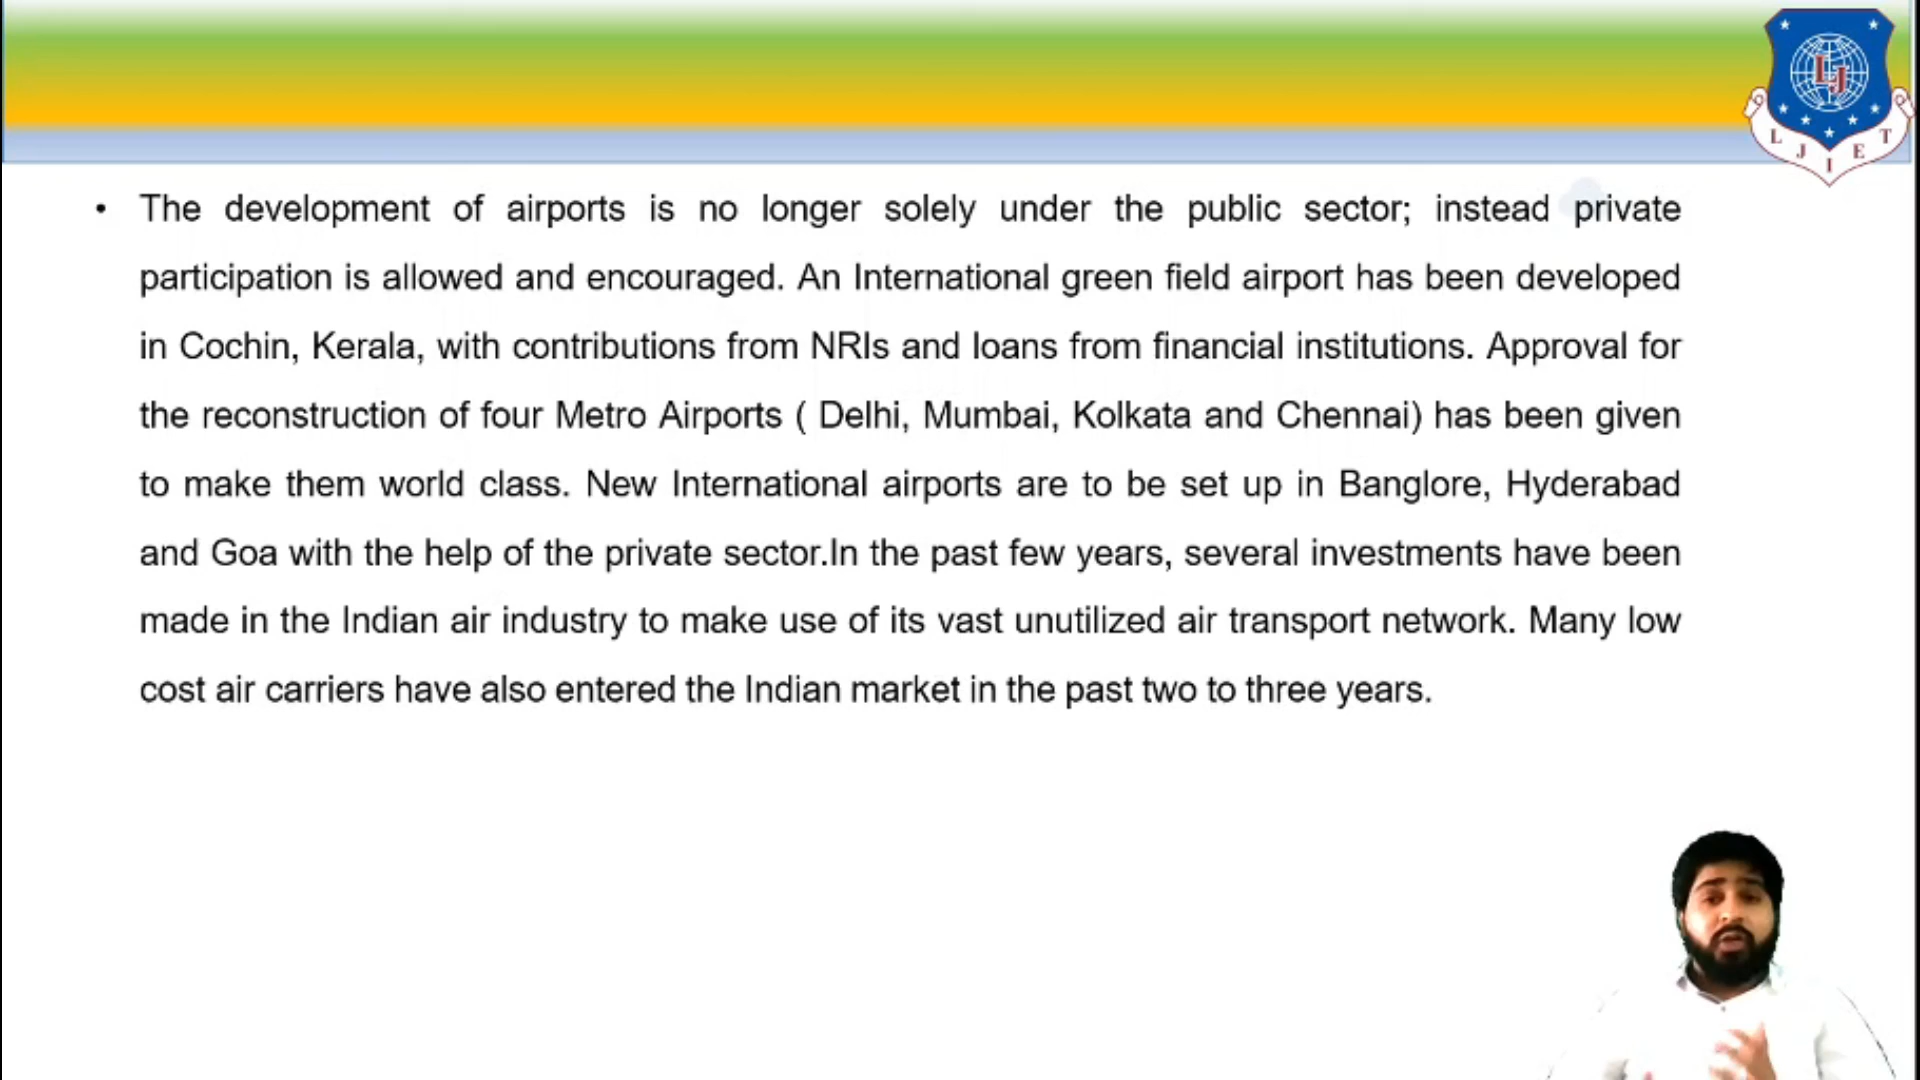 LJ
L J I E T
• The development of airports is no longer solely under the public sector; instead private
participation is allowed and encouraged. An International green field airport has been developed
in Cochin, Kerala, with contributions from NRIs and loans from financial institutions. Approval for
the reconstruction of four Metro Airports ( Delhi, Mumbai, Kolkata and Chennai) has been given
to make them world class. New International airports are to be set up in Banglore, Hyderabad
and Goa with the help of the private sector.In the past few years, several investments have been
made in the Indian air industry to make use of its vast unutilized air transport network. Many low
cost air carriers have also entered the Indian market in the past two to three years.